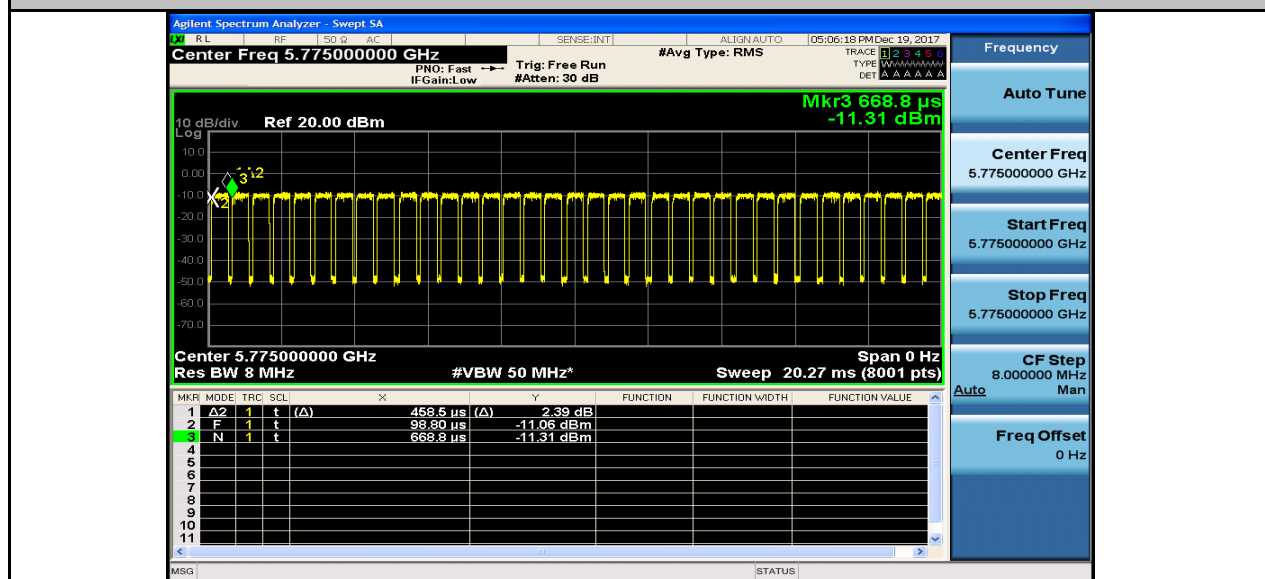 Agilent Spectrum Analyzer - Swept SA
LXI RL RF 50 Ω AC SENSE:INT ALIGN AUTO 05:06:18 PM Dec 19, 2017
Center Freq 5.775000000 GHz #Avg Type: RMS TRACE 1 2 3 4 5 6
PNO: Fast Trig: Free Run TYPE
IFGain:Low #Atten: 30 dB DET A A A A A A
Mkr3 668.8 µs
-11.31 dBm
10 dB/div Ref 20.00 dBm
Log
10.0
0.00
-10.0
-20.0
-30.0
-40.0
-50.0
-60.0
-70.0
Center 5.775000000 GHz Span 0 Hz
Res BW 8 MHz #VBW 50 MHz* Sweep 20.27 ms (8001 pts)
MKR MODE TRC SCL X Y FUNCTION FUNCTION WIDTH FUNCTION VALUE
1 Δ2 1 t (Δ) 458.5 µs (Δ) 2.39 dB
2 F 1 t 98.80 µs -11.06 dBm
3 N 1 t 668.8 µs -11.31 dBm
4
5
6
7
8
9
10
11
MSG STATUS
Frequency
Auto Tune
Center Freq
5.775000000 GHz
Start Freq
5.775000000 GHz
Stop Freq
5.775000000 GHz
CF Step
8.000000 MHz
Auto Man
Freq Offset
0 Hz